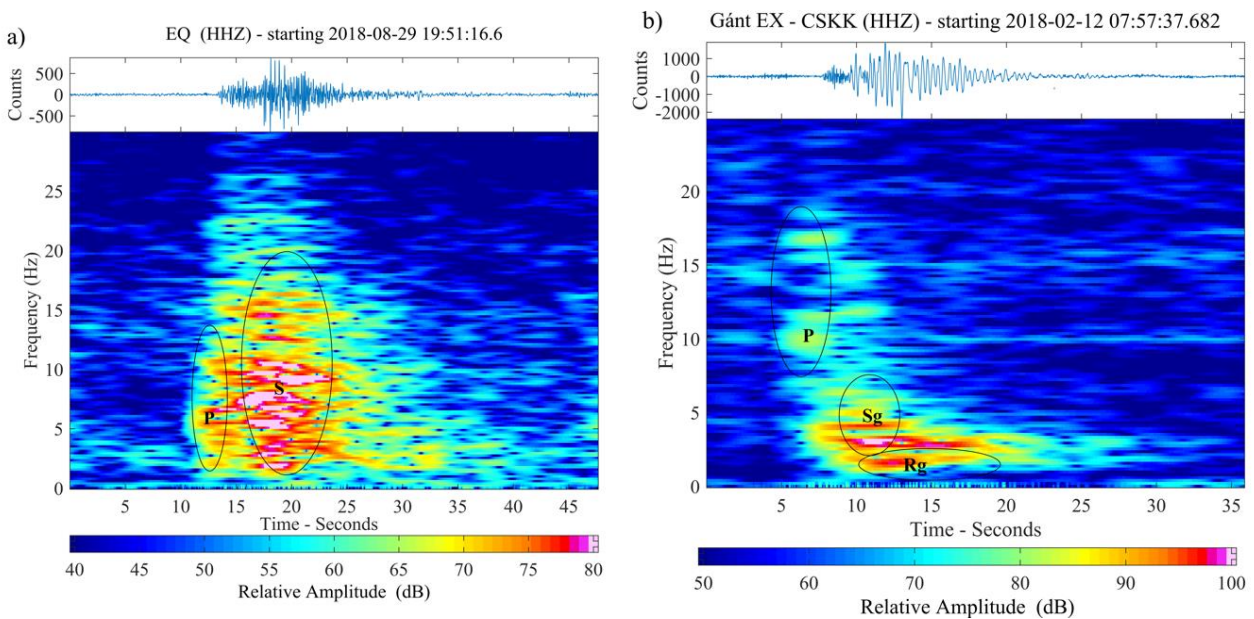 a)
EQ (HHZ) - starting 2018-08-29 19:51:16.6
Counts
500
0
-500
Frequency (Hz)
25
20
15
10
5
0
P
S
5 10 15 20 25 30 35 40 45
Time - Seconds
40 45 50 55 60 65 70 75 80
Relative Amplitude (dB)
b)
Gánt EX - CSKK (HHZ) - starting 2018-02-12 07:57:37.682
Counts
1000
0
-1000
-2000
Frequency (Hz)
20
15
10
5
0
P
Sg
Rg
5 10 15 20 25 30 35
Time - Seconds
50 60 70 80 90 100
Relative Amplitude (dB)